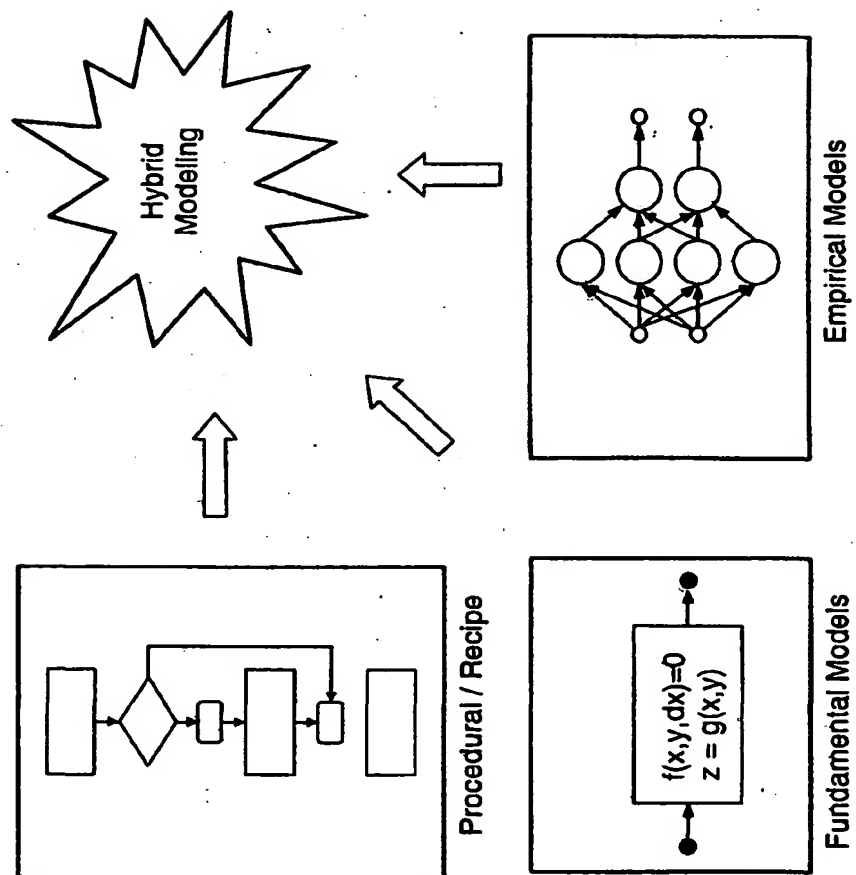 Hybrid
Modeling
Procedural / Recipe
f(x,y,dx)=0
z = g(x,y)
Fundamental Models
Empirical Models